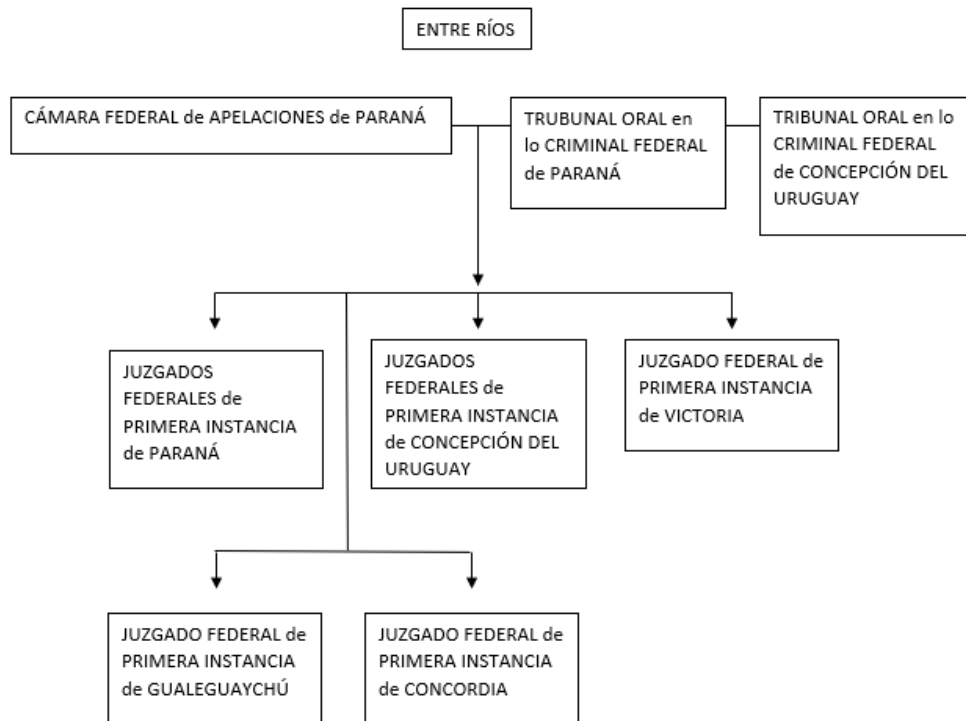 ENTRE RÍOS
CÁMARA FEDERAL de APELACIONES de PARANÁ
TRUBUNAL ORAL en
lo CRIMINAL FEDERAL
de PARANÁ
TRIBUNAL ORAL en lo
CRIMINAL FEDERAL
de CONCEPCIÓN DEL
URUGUAY
JUZGADOS
FEDERALES de
PRIMERA INSTANCIA
de PARANÁ
JUZGADOS
FEDERALES de
PRIMERA INSTANCIA
de CONCEPCIÓN DEL
URUGUAY
JUZGADO FEDERAL de
PRIMERA INSTANCIA
de VICTORIA
JUZGADO FEDERAL de
PRIMERA INSTANCIA
de GUALEGUAYCHÚ
JUZGADO FEDERAL de
PRIMERA INSTANCIA
de CONCORDIA